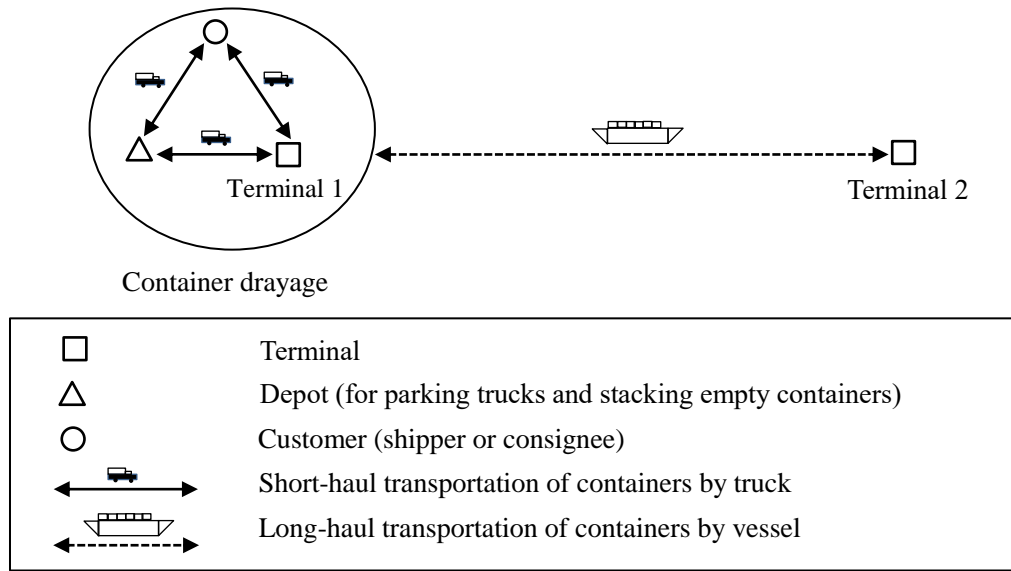 Terminal 1
Terminal 2
Container drayage
Terminal
Depot (for parking trucks and stacking empty containers)
Customer (shipper or consignee)
Short-haul transportation of containers by truck
Long-haul transportation of containers by vessel